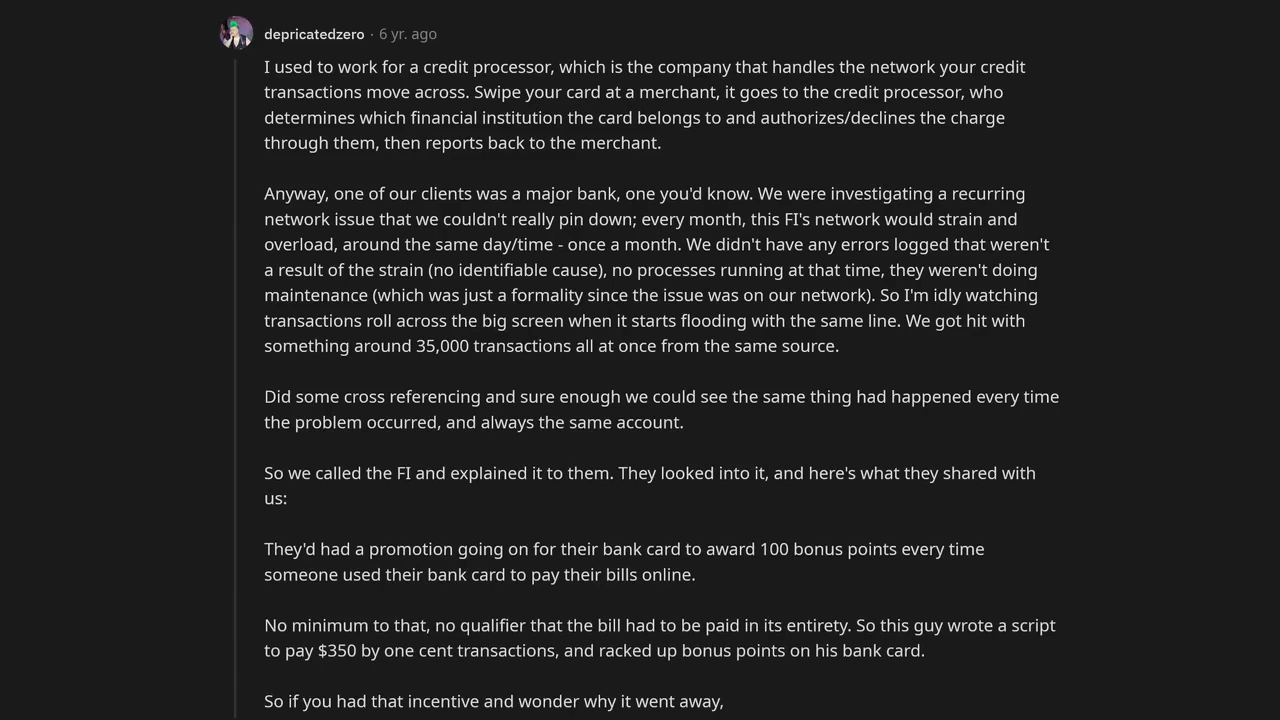 depricatedzero · 6 yr. ago
I used to work for a credit processor, which is the company that handles the network your credit
transactions move across. Swipe your card at a merchant, it goes to the credit processor, who
determines which financial institution the card belongs to and authorizes/declines the charge
through them, then reports back to the merchant.
Anyway, one of our clients was a major bank, one you'd know. We were investigating a recurring
network issue that we couldn't really pin down; every month, this FI's network would strain and
overload, around the same day/time - once a month. We didn't have any errors logged that weren't
a result of the strain (no identifiable cause), no processes running at that time, they weren't doing
maintenance (which was just a formality since the issue was on our network). So I'm idly watching
transactions roll across the big screen when it starts flooding with the same line. We got hit with
something around 35,000 transactions all at once from the same source.
Did some cross referencing and sure enough we could see the same thing had happened every time
the problem occurred, and always the same account.
So we called the FI and explained it to them. They looked into it, and here's what they shared with
us:
They'd had a promotion going on for their bank card to award 100 bonus points every time
someone used their bank card to pay their bills online.
No minimum to that, no qualifier that the bill had to be paid in its entirety. So this guy wrote a script
to pay $350 by one cent transactions, and racked up bonus points on his bank card.
So if you had that incentive and wonder why it went away,